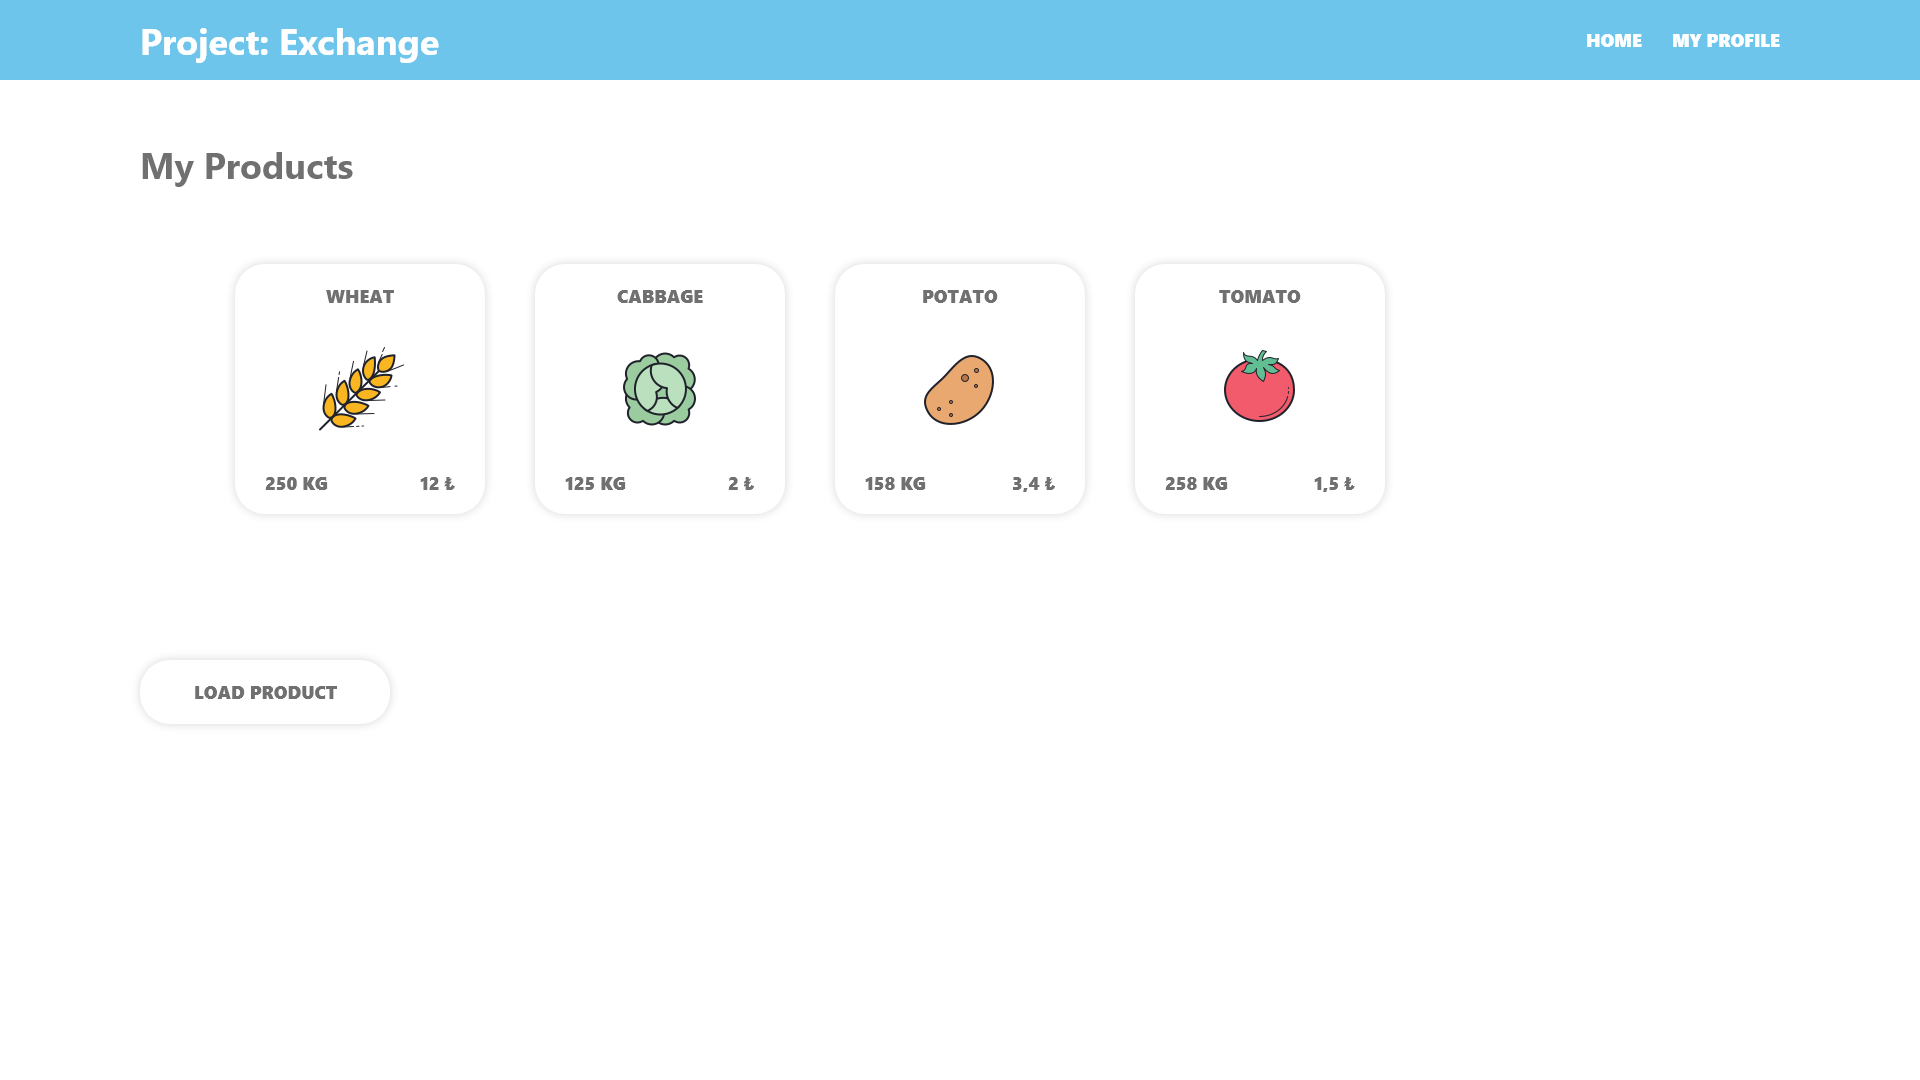 Project: Exchange
HOME
MY PROFILE
My Products
WHEAT
250 KG
12 ₺
CABBAGE
125 KG
2 ₺
POTATO
158 KG
3,4 ₺
TOMATO
258 KG
1,5 ₺
LOAD PRODUCT